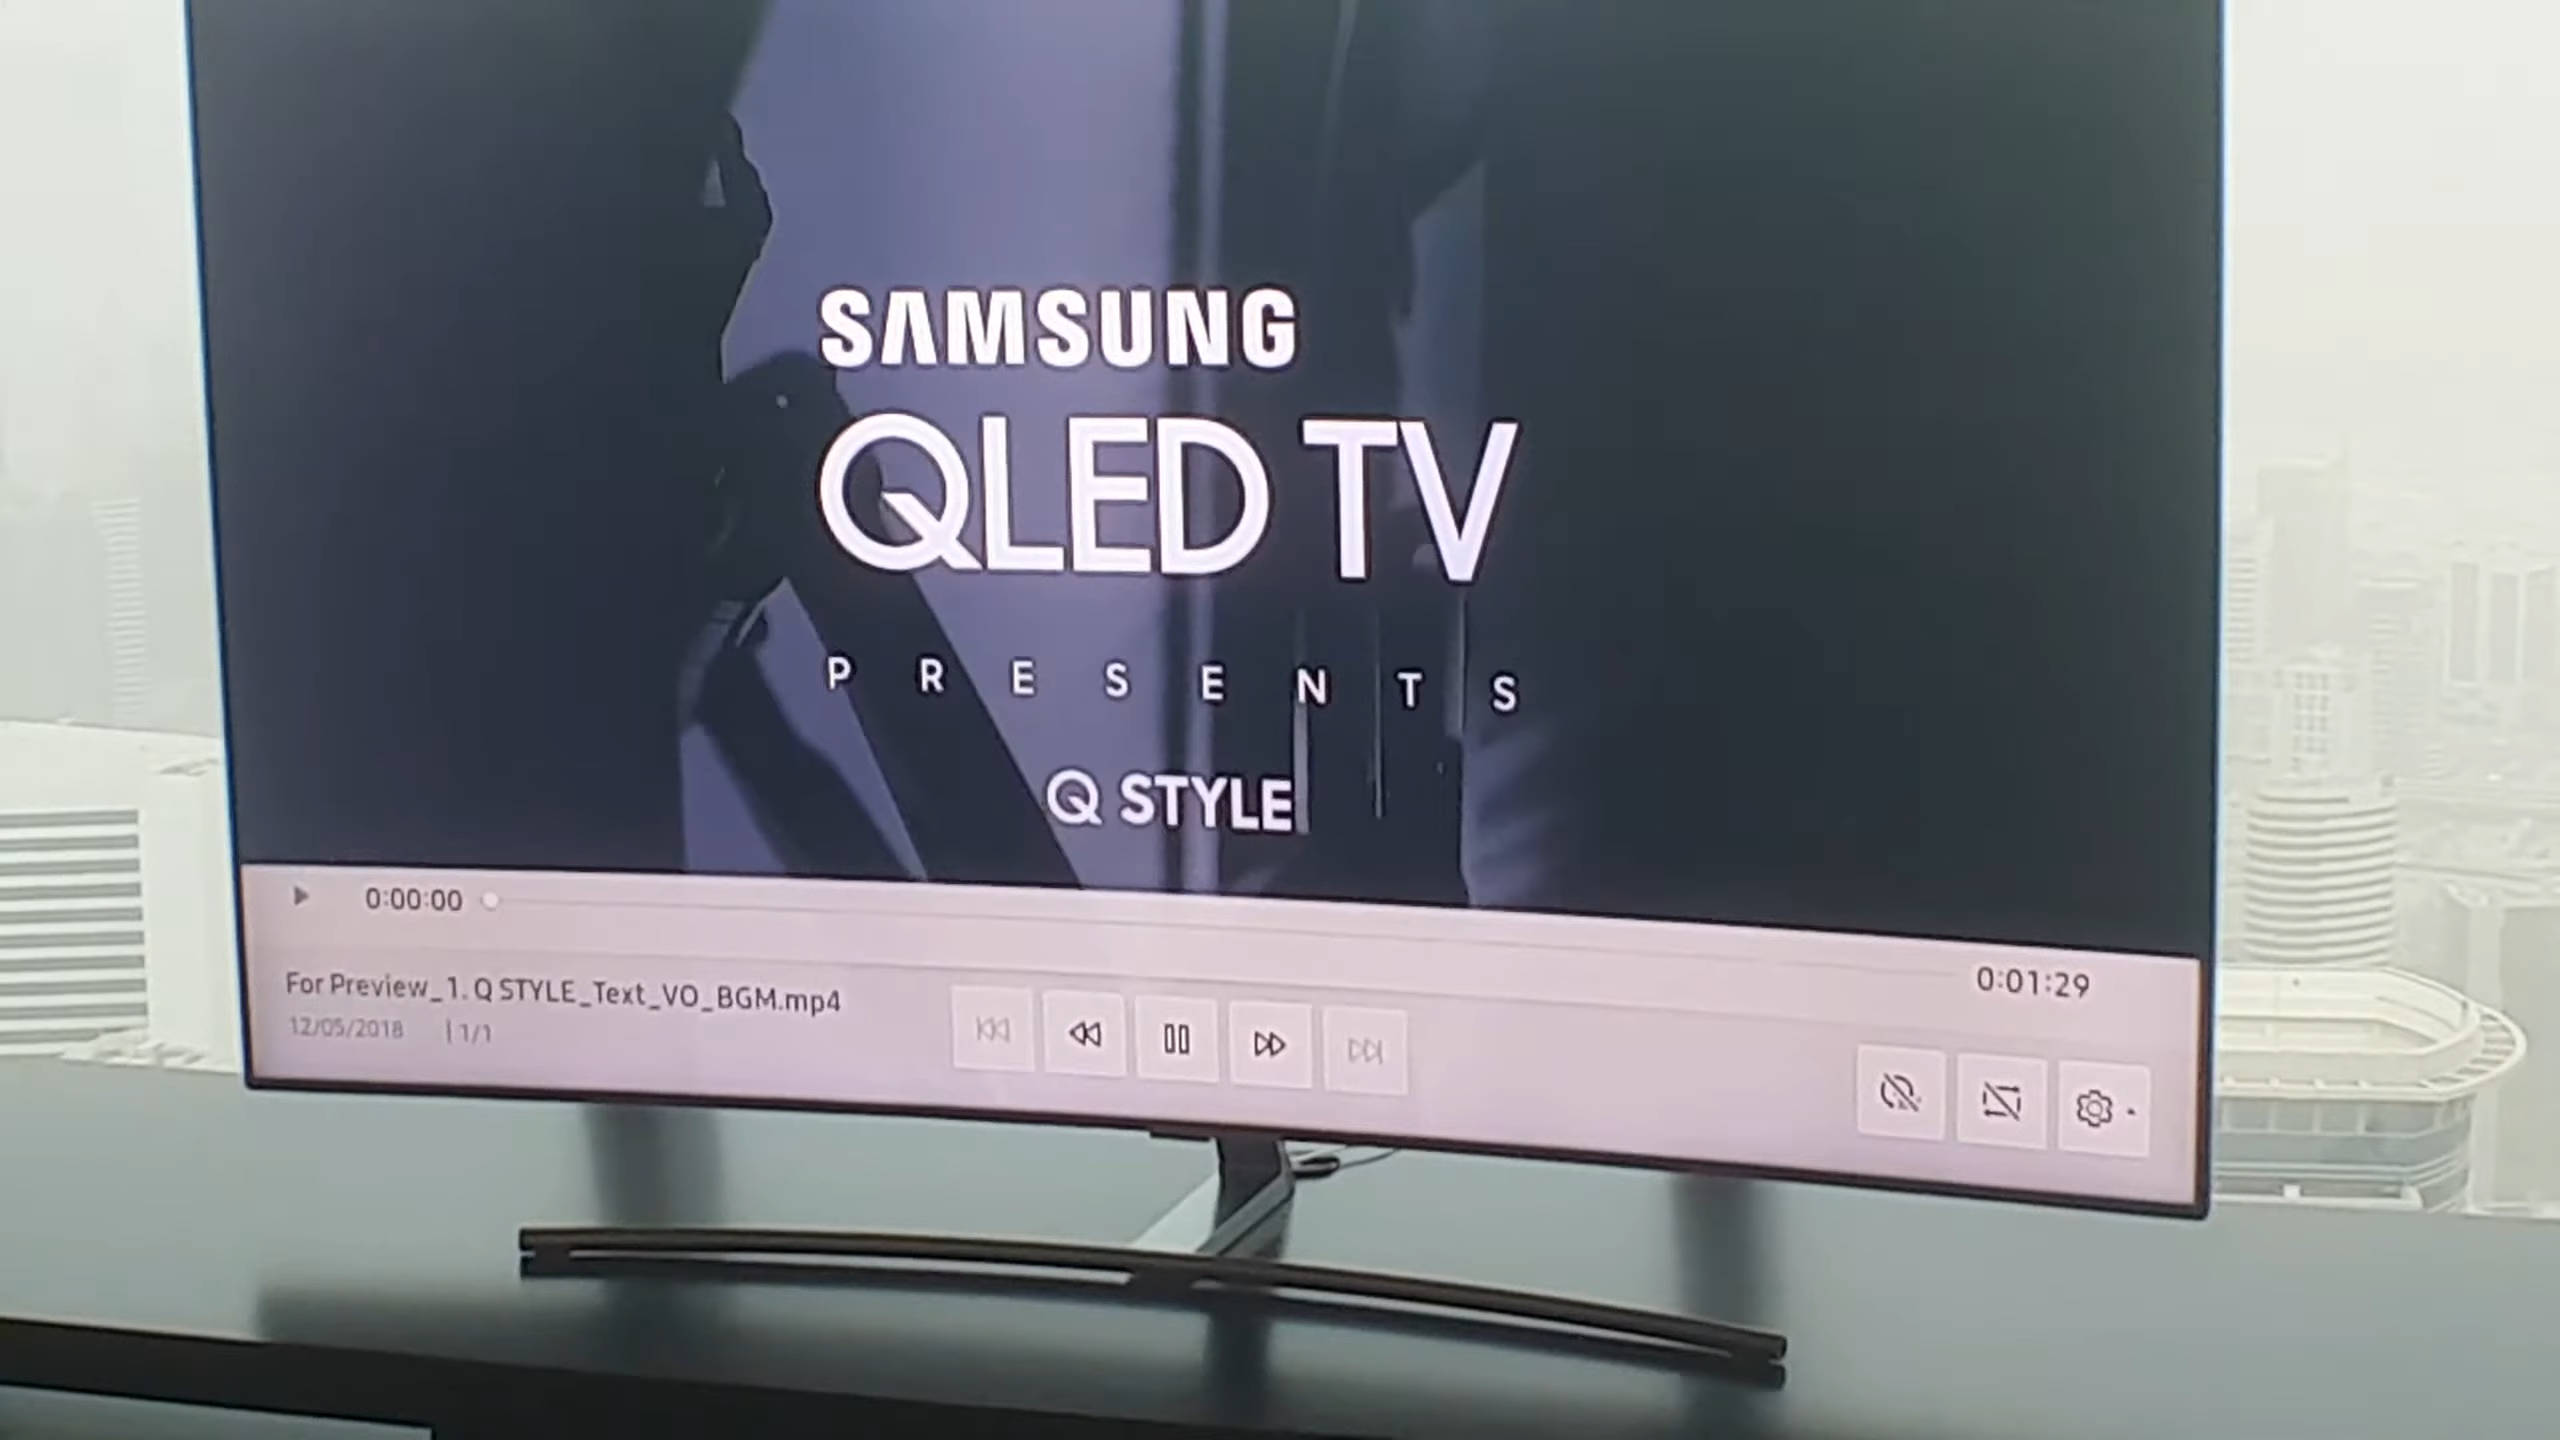 SAMSUNG
QLED TV
PRESENTS
Q STYLE
0:00:00
0:01:29
For Preview_1. Q STYLE_Text_VO_BGM.mp4
12/05/2018 | 1/1